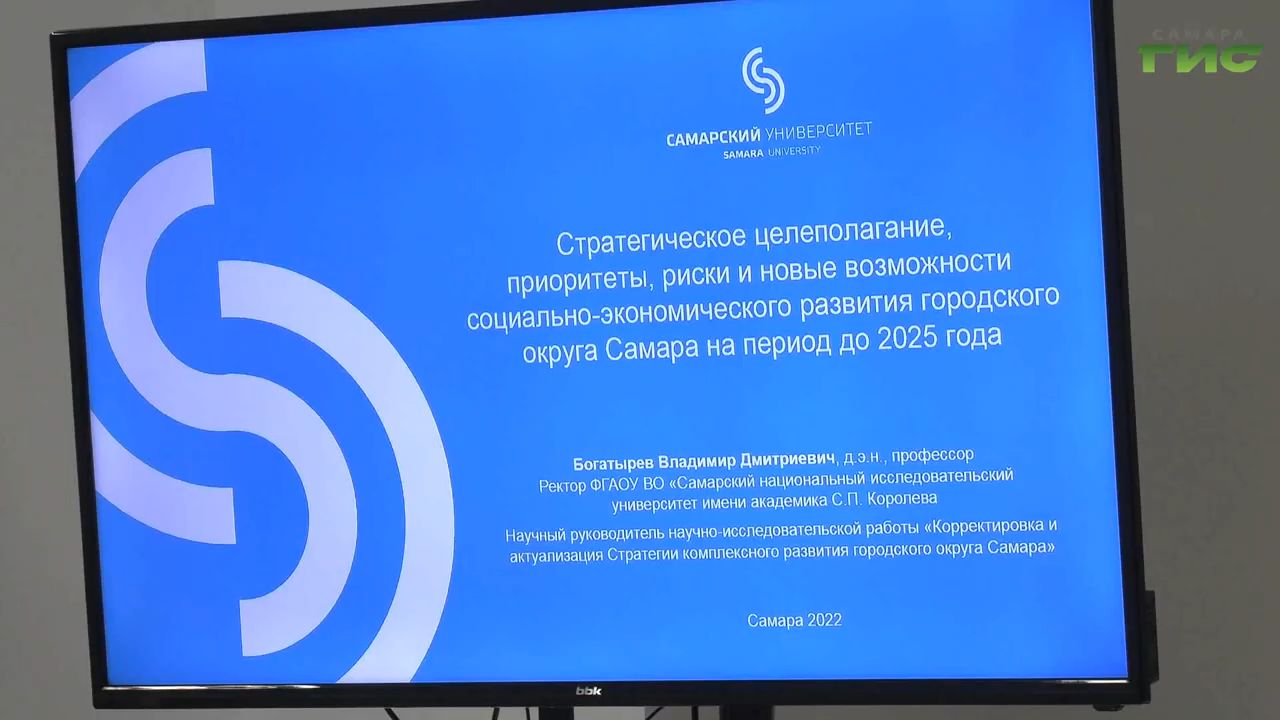 САМАРА
ГИС
САМАРСКИЙ УНИВЕРСИТЕТ
SAMARA UNIVERSITY
Стратегическое целеполагание,
приоритеты, риски и новые возможности
социально-экономического развития городского
округа Самара на период до 2025 года
Богатырев Владимир Дмитриевич, д.э.н., профессор
Ректор ФГАОУ ВО «Самарский национальный исследовательский
университет имени академика С.П. Королева
Научный руководитель научно-исследовательской работы «Корректировка и
актуализация Стратегии комплексного развития городского округа Самара»
Самара 2022
bbk